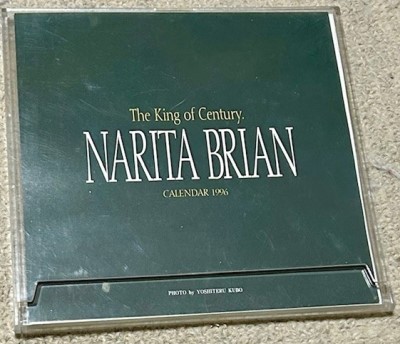 The King of Century.
NARITA BRIAN
CALENDAR 1996
PHOTO by YOSHITERU KUBO